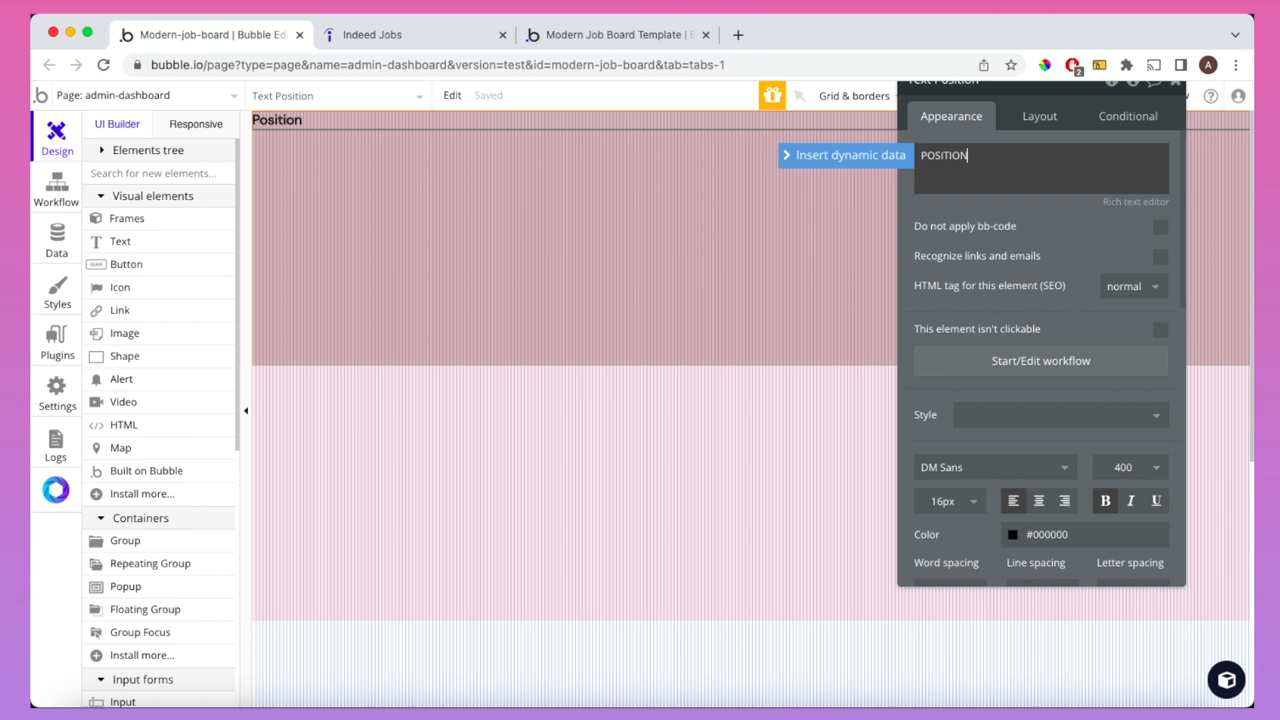 Modern-job-board | Bubble Edi
Indeed Jobs
Modern Job Board Template | B
bubble.io/page?type=page&name=admin-dashboard&version=test&id=modern-job-board&tab=tabs-1
2
A
Page: admin-dashboard
Text Position
Edit
Saved
Grid & borders
Text Position
UI Builder
Responsive
Position
Appearance
Layout
Conditional
Design
Elements tree
Insert dynamic data
POSITION
Search for new elements...
Workflow
Visual elements
Rich text editor
Frames
Do not apply bb-code
Text
Data
Recognize links and emails
CLICK
Button
HTML tag for this element (SEO)
normal
Icon
Styles
Link
This element isn't clickable
Image
Plugins
Shape
Start/Edit workflow
Alert
Settings
Video
Style
HTML
Map
Logs
Built on Bubble
DM Sans
400
Install more...
16px
B
I
U
Containers
Color
#000000
Group
Word spacing
Line spacing
Letter spacing
Repeating Group
Popup
Floating Group
Group Focus
Install more...
Input forms
Input